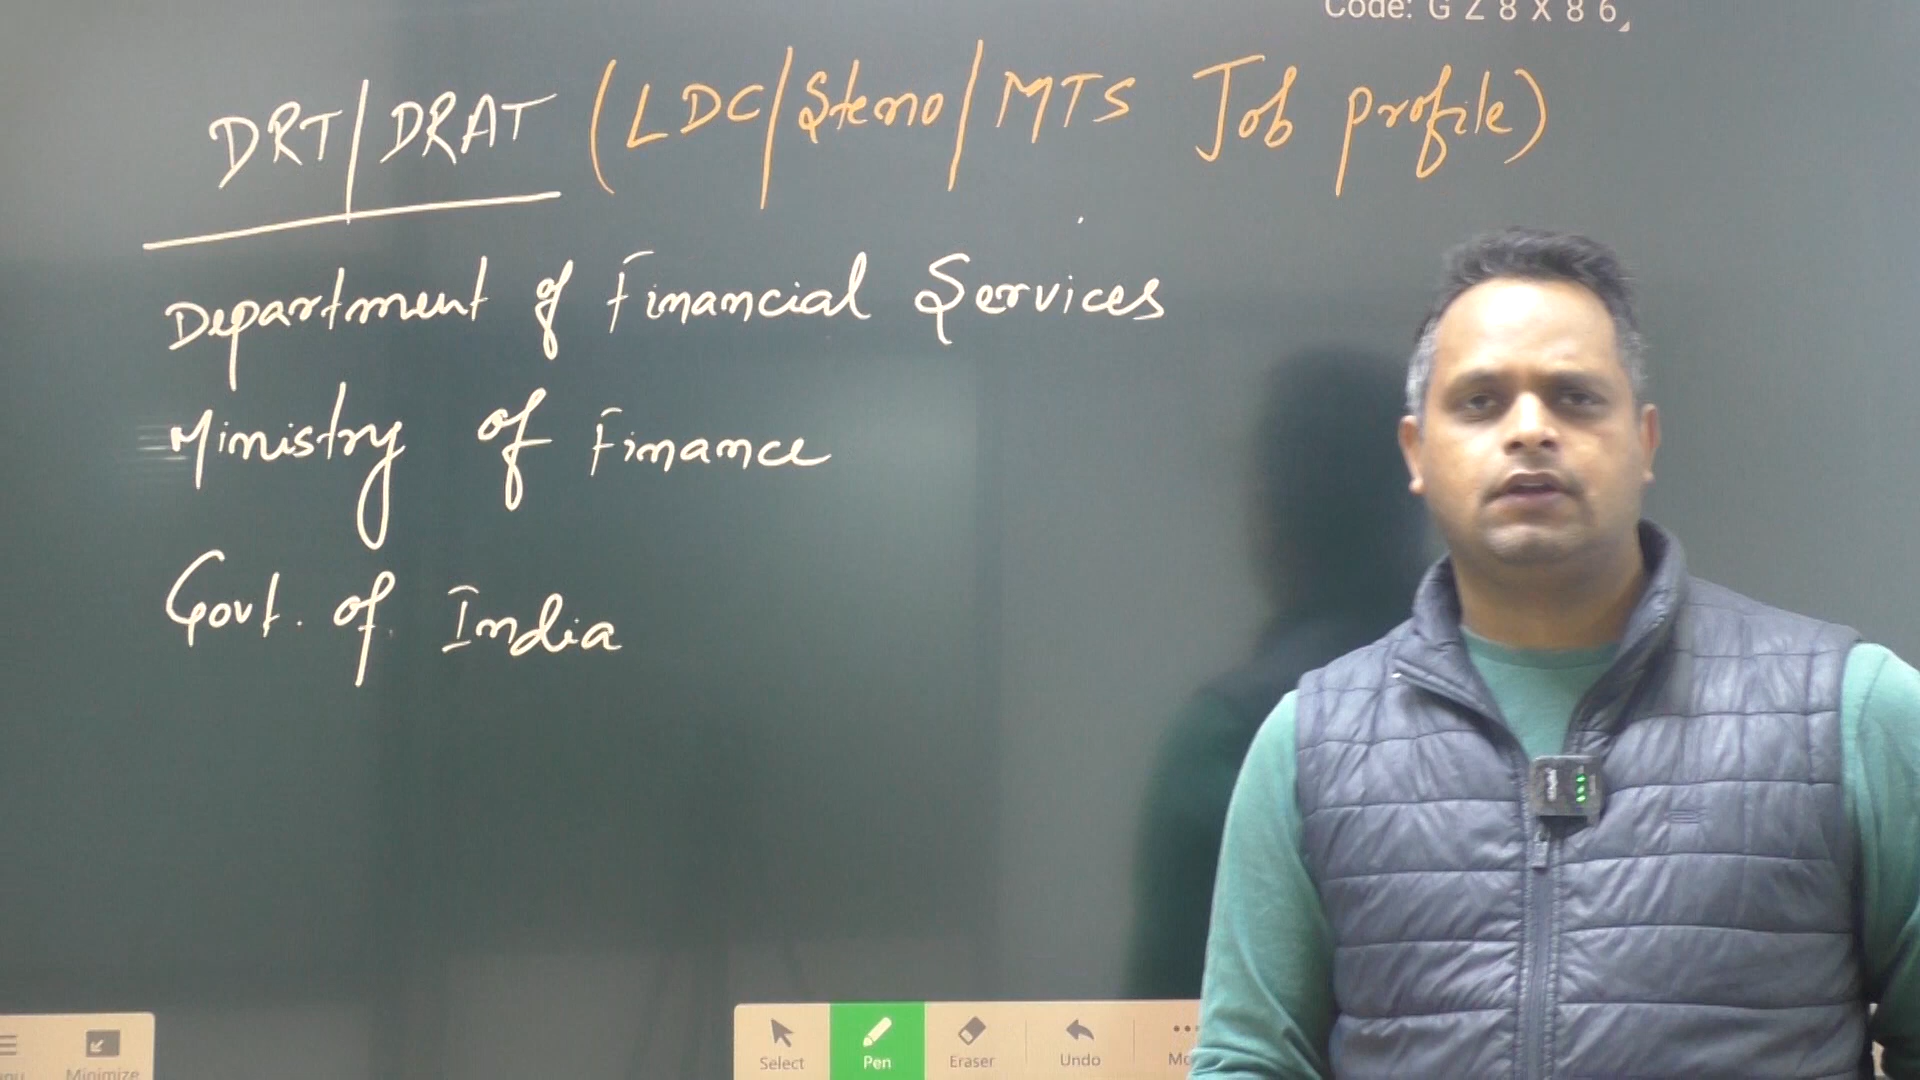 Code: G Z 8 X 8 6
DRT/DRAT (LDC/Steno/MTS Job profile)
Department of Financial Services
Ministry of Finance
Govt. of India
Select Pen Eraser Undo
Minimize